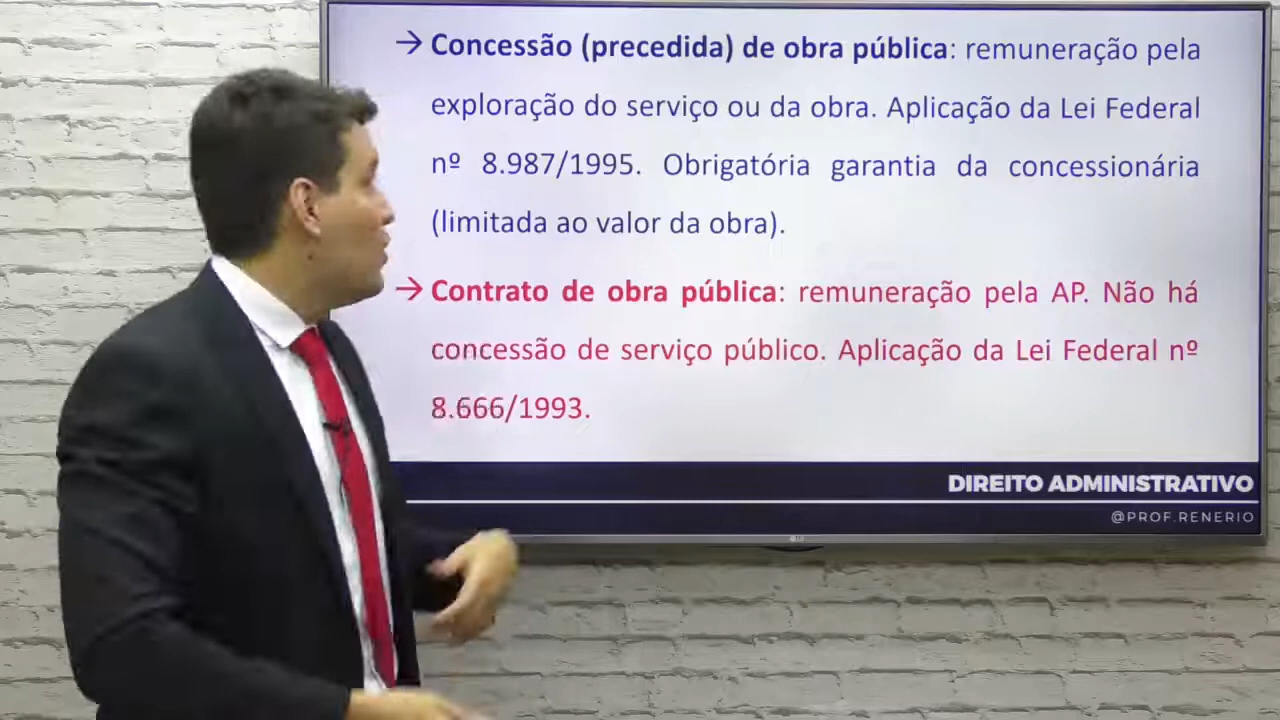 → Concessão (precedida) de obra pública: remuneração pela
exploração do serviço ou da obra. Aplicação da Lei Federal
nº 8.987/1995. Obrigatória garantia da concessionária
(limitada ao valor da obra).
→ Contrato de obra pública: remuneração pela AP. Não há
concessão de serviço público. Aplicação da Lei Federal nº
8.666/1993.
DIREITO ADMINISTRATIVO
@PROF.RENERIO
LG